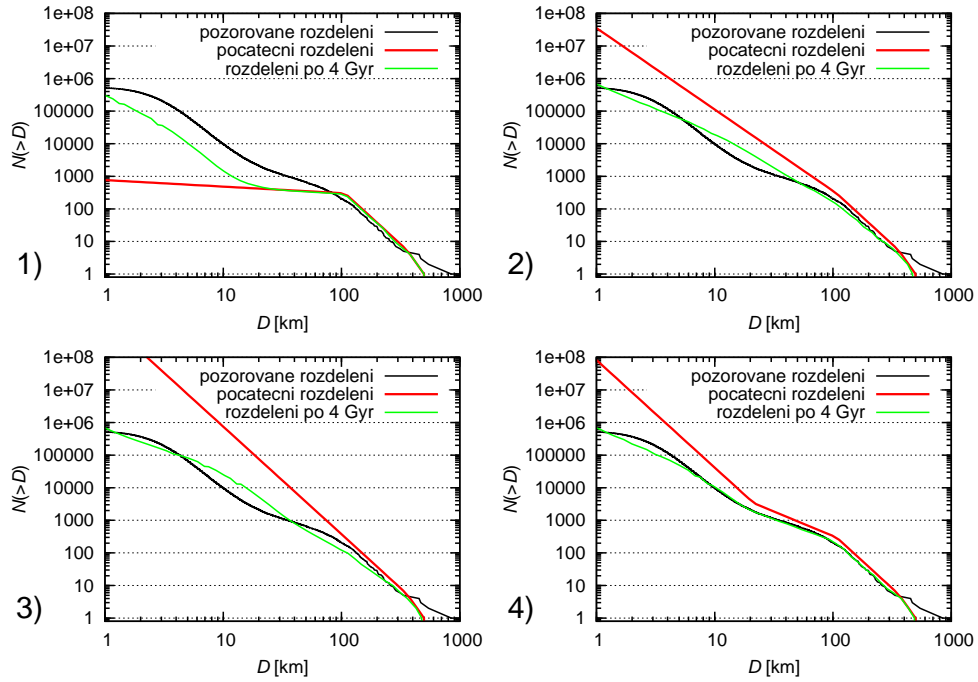 1e+08
1e+07
1e+06
100000
10000
1000
100
10
1
N(>D)
pozorovane rozdeleni
pocatecni rozdeleni
rozdeleni po 4 Gyr
1 10 100 1000
D [km]
1)
1e+08
1e+07
1e+06
100000
10000
1000
100
10
1
N(>D)
pozorovane rozdeleni
pocatecni rozdeleni
rozdeleni po 4 Gyr
1 10 100 1000
D [km]
2)
1e+08
1e+07
1e+06
100000
10000
1000
100
10
1
N(>D)
pozorovane rozdeleni
pocatecni rozdeleni
rozdeleni po 4 Gyr
1 10 100 1000
D [km]
3)
1e+08
1e+07
1e+06
100000
10000
1000
100
10
1
N(>D)
pozorovane rozdeleni
pocatecni rozdeleni
rozdeleni po 4 Gyr
1 10 100 1000
D [km]
4)